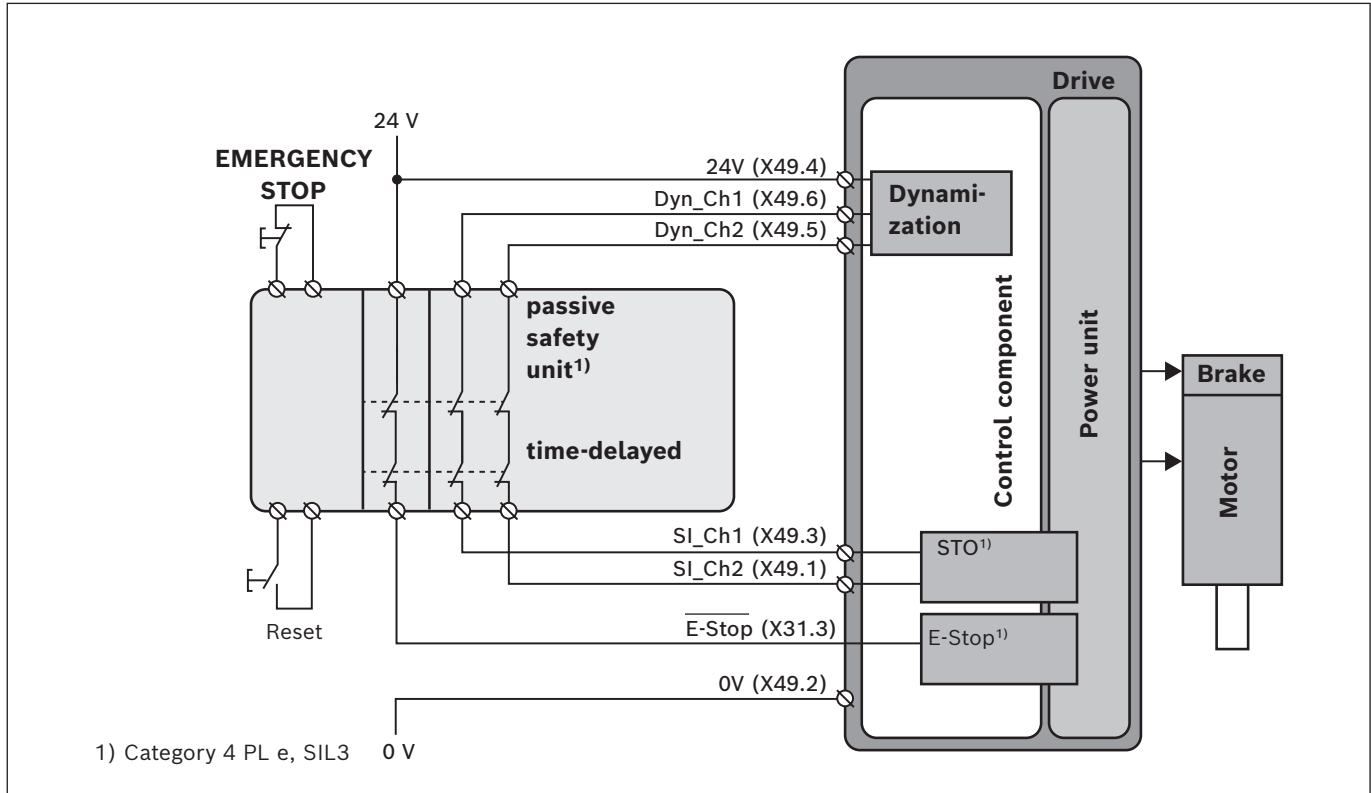 Drive
24 V
EMERGENCY
STOP
24V (X49.4)
Dyn_Ch1 (X49.6)
Dyn_Ch2 (X49.5)
Dynami-
zation
passive
safety
unit¹⁾
time-delayed
Control component
Power unit
Brake
Motor
SI_Ch1 (X49.3)
SI_Ch2 (X49.1)
STO¹⁾
Reset
E-Stop (X31.3)
E-Stop¹⁾
0V (X49.2)
1) Category 4 PL e, SIL3
0 V